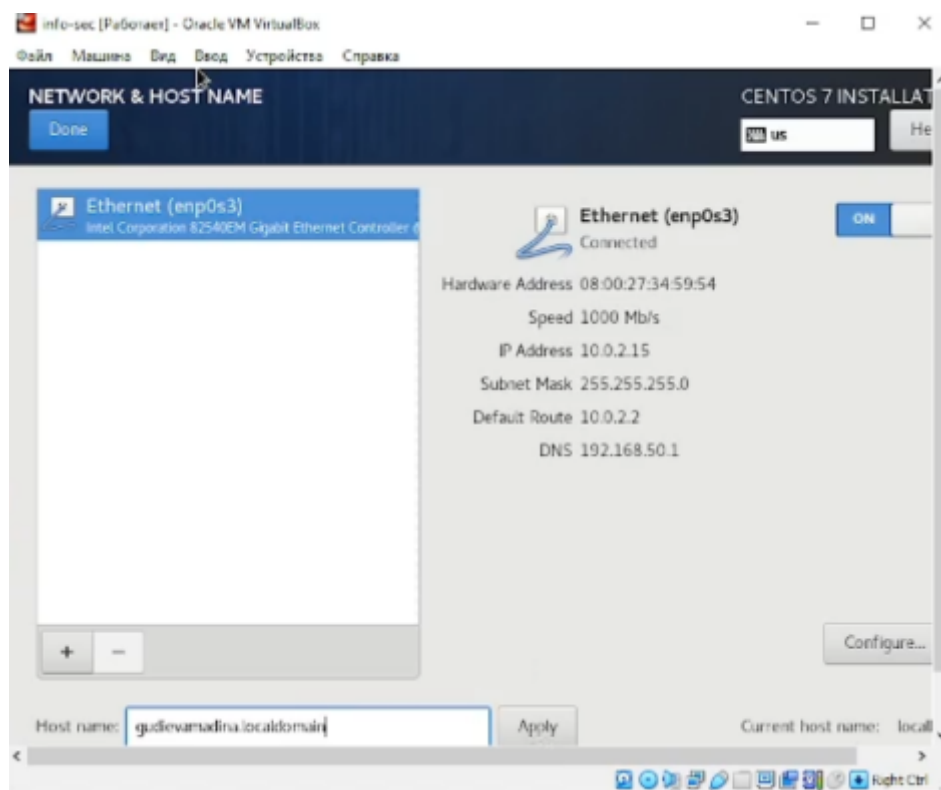 info-sec [Работает] - Oracle VM VirtualBox
Файл Машина Вид Ввод Устройства Справка
NETWORK & HOST NAME
CENTOS 7 INSTALLAT
Done
us
He
Ethernet (enp0s3)
Intel Corporation 82540EM Gigabit Ethernet Controller (
Ethernet (enp0s3)
Connected
ON
Hardware Address 08:00:27:34:59:54
Speed 1000 Mb/s
IP Address 10.0.2.15
Subnet Mask 255.255.255.0
Default Route 10.0.2.2
DNS 192.168.50.1
+ −
Configure...
Host name: gudievamadina.localdomain
Apply
Current host name: local
Right Ctrl